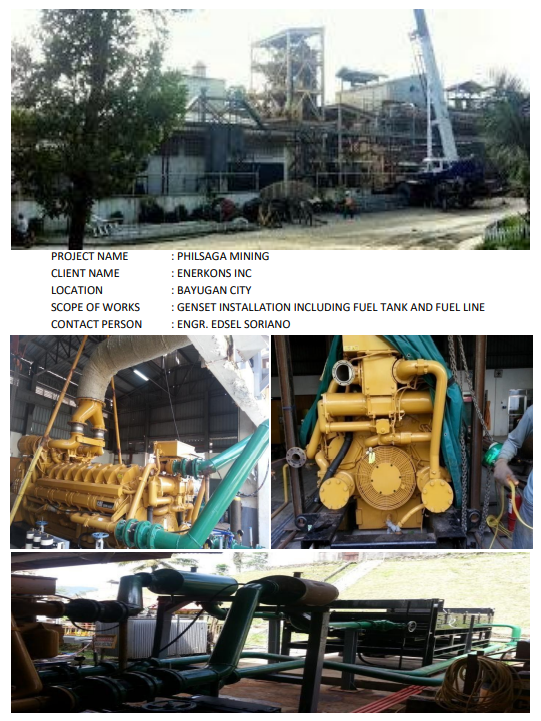 PROJECT NAME : PHILSAGA MINING
CLIENT NAME : ENERKONS INC
LOCATION : BAYUGAN CITY
SCOPE OF WORKS : GENSET INSTALLATION INCLUDING FUEL TANK AND FUEL LINE
CONTACT PERSON : ENGR. EDSEL SORIANO